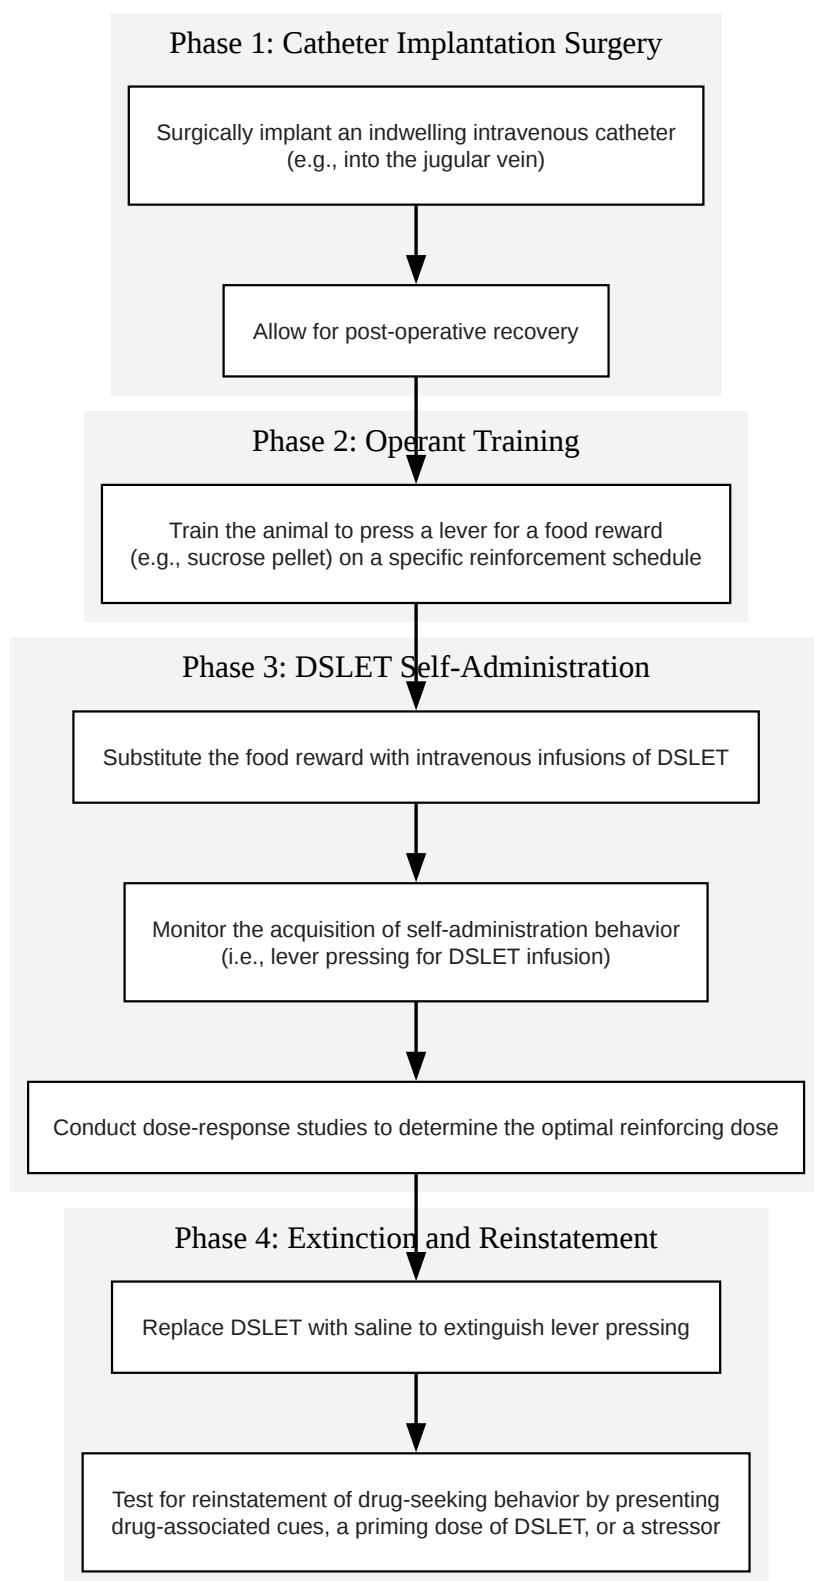 Phase 1: Catheter Implantation Surgery
Surgically implant an indwelling intravenous catheter
(e.g., into the jugular vein)
Allow for post-operative recovery
Phase 2: Operant Training
Train the animal to press a lever for a food reward
(e.g., sucrose pellet) on a specific reinforcement schedule
Phase 3: DSLET Self-Administration
Substitute the food reward with intravenous infusions of DSLET
Monitor the acquisition of self-administration behavior
(i.e., lever pressing for DSLET infusion)
Conduct dose-response studies to determine the optimal reinforcing dose
Phase 4: Extinction and Reinstatement
Replace DSLET with saline to extinguish lever pressing
Test for reinstatement of drug-seeking behavior by presenting
drug-associated cues, a priming dose of DSLET, or a stressor